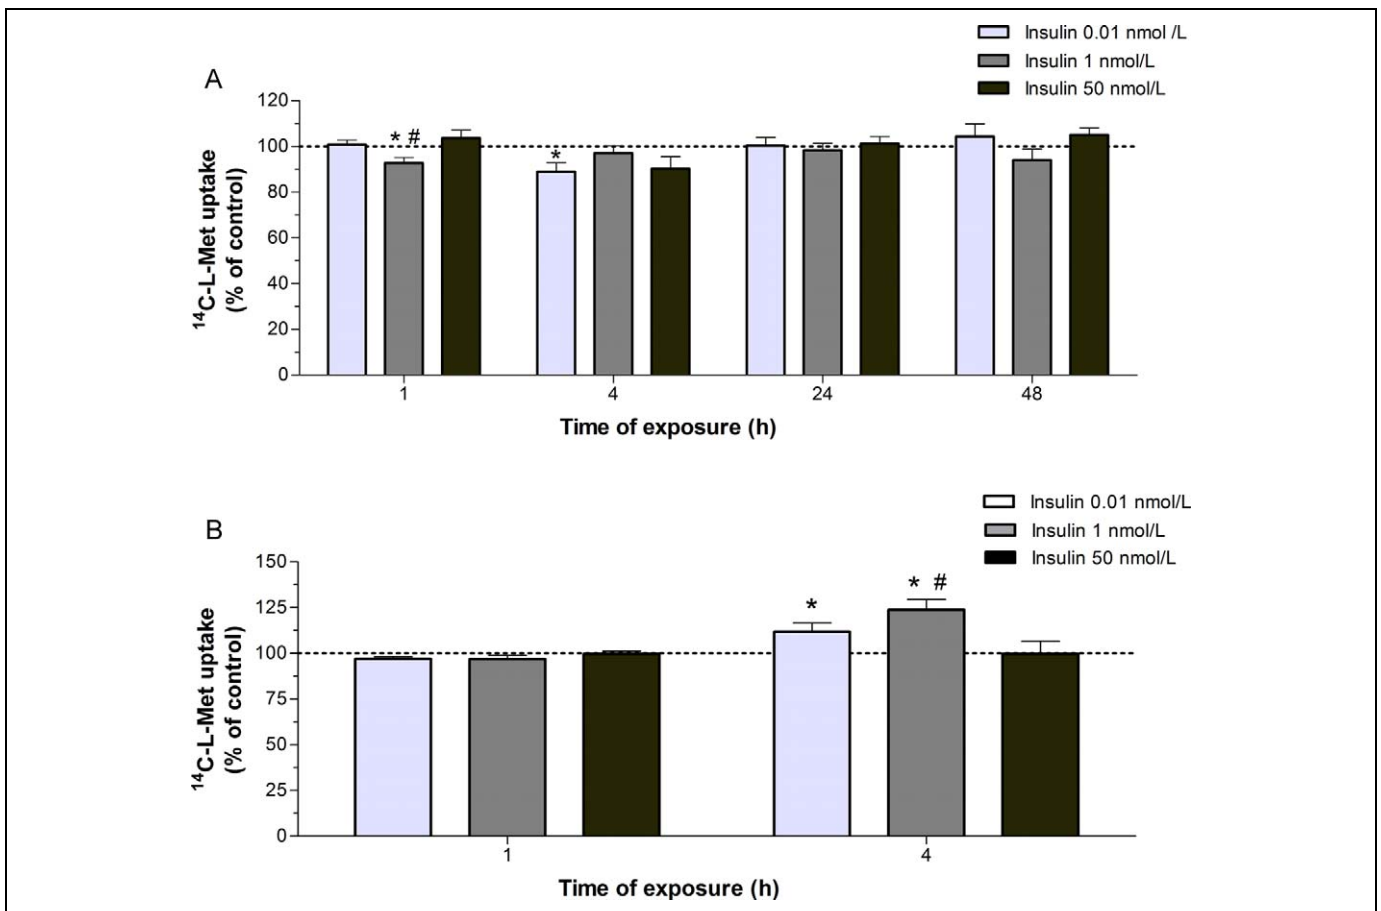 Insulin 0.01 nmol /L
Insulin 1 nmol/L
Insulin 50 nmol/L
A
120
100
80
60
40
20
0
* #
*
¹⁴C-L-Met uptake
(% of control)
1 4 24 48
Time of exposure (h)
Insulin 0.01 nmol/L
Insulin 1 nmol/L
Insulin 50 nmol/L
B
150
125
100
75
50
25
0
*
* #
¹⁴C-L-Met uptake
(% of control)
1 4
Time of exposure (h)